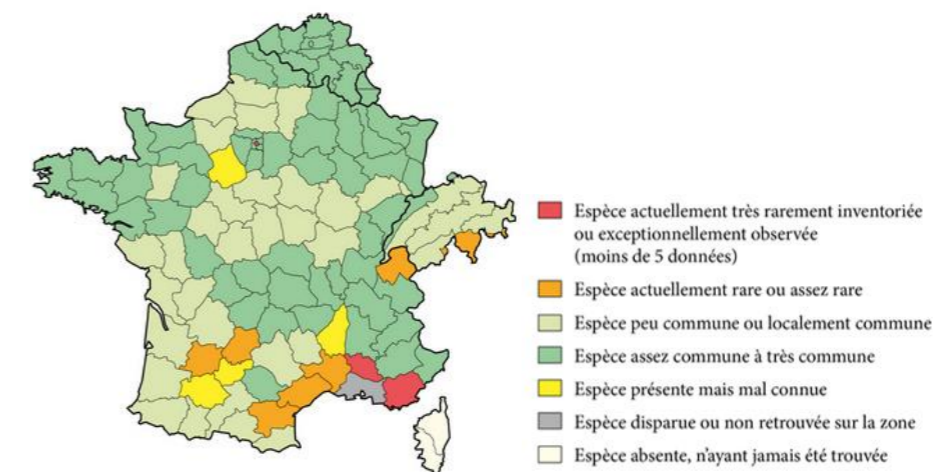 Espèce actuellement très rarement inventoriée
ou exceptionnellement observée
(moins de 5 données)
Espèce actuellement rare ou assez rare
Espèce peu commune ou localement commune
Espèce assez commune à très commune
Espèce présente mais mal connue
Espèce disparue ou non retrouvée sur la zone
Espèce absente, n'ayant jamais été trouvée